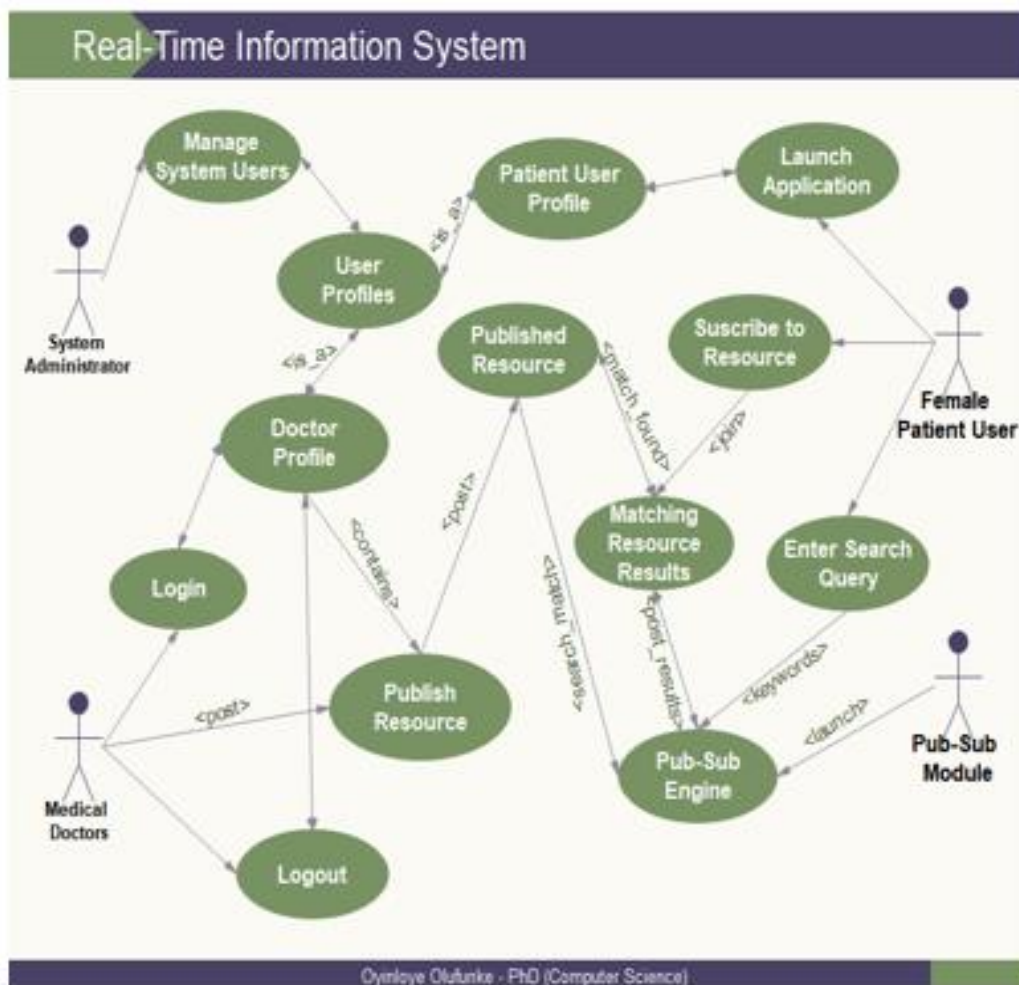 Real-Time Information System
Manage
System Users
Patient User
Profile
Launch
Application
<is_a>
User
Profiles
System
Administrator
Published
Resource
Suscribe to
Resource
Female
Patient User
<is_a>
<match_found>
<join>
Doctor
Profile
<post>
<contain>
Matching
Resource
Results
Enter Search
Query
Login
<search_match>
<post_results>
<keywords>
Publish
Resource
<post>
<launch>
Pub-Sub
Engine
Pub-Sub
Module
Medical
Doctors
Logout
Oyinloye Olufunke - PhD (Computer Science)